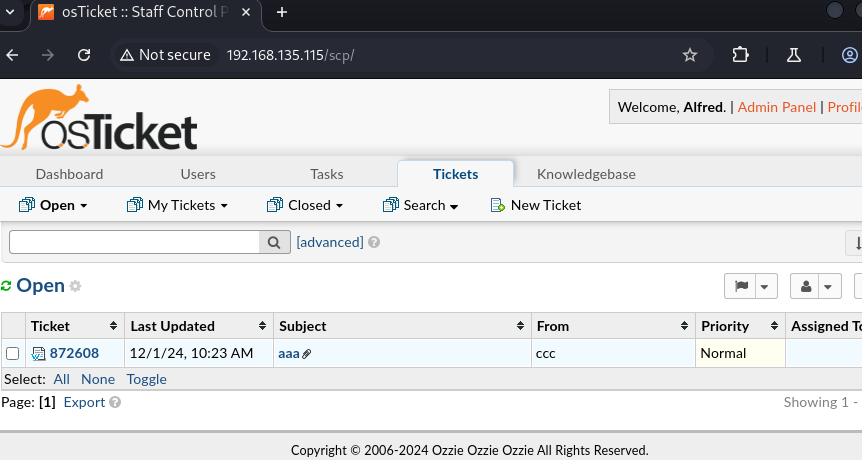 osTicket :: Staff Control P
Not secure 192.168.135.115/scp/
osTicket
Welcome, Alfred. | Admin Panel | Profile
Dashboard Users Tasks Tickets Knowledgebase
Open My Tickets Closed Search New Ticket
[advanced]
Open
Ticket Last Updated Subject From Priority Assigned To
872608 12/1/24, 10:23 AM aaa ccc Normal
Select: All None Toggle
Page: [1] Export Showing 1 -
Copyright © 2006-2024 Ozzie Ozzie Ozzie All Rights Reserved.